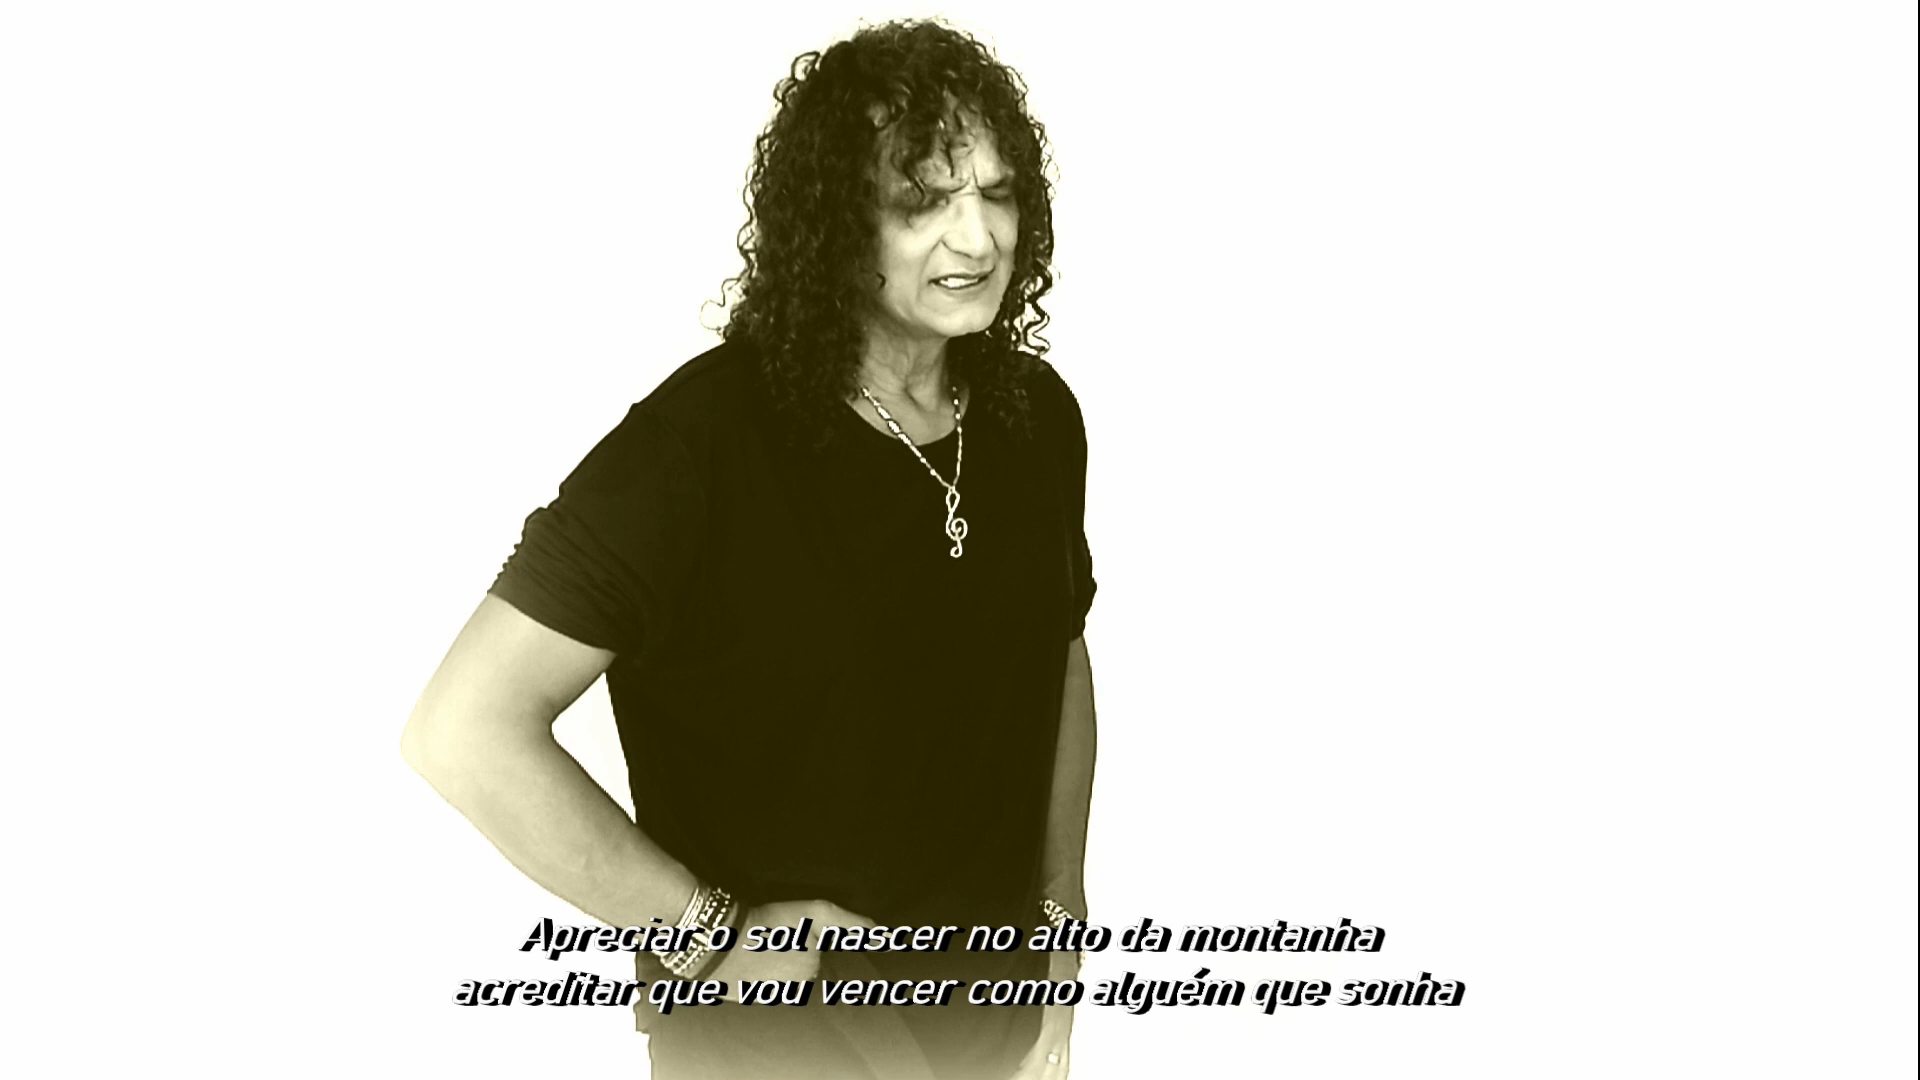 Apreciar o sol nascer no alto da montanha
acreditar que vou vencer como alguém que sonha